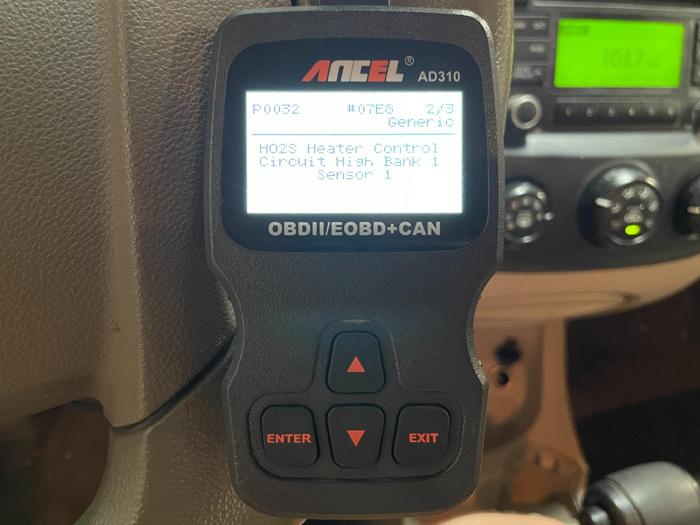 ANCEL® AD310
P0032 #07E8 2/3
Generic
HO2S Heater Control
Circuit High Bank 1
Sensor 1
OBDII/EOBD+CAN
ENTER EXIT